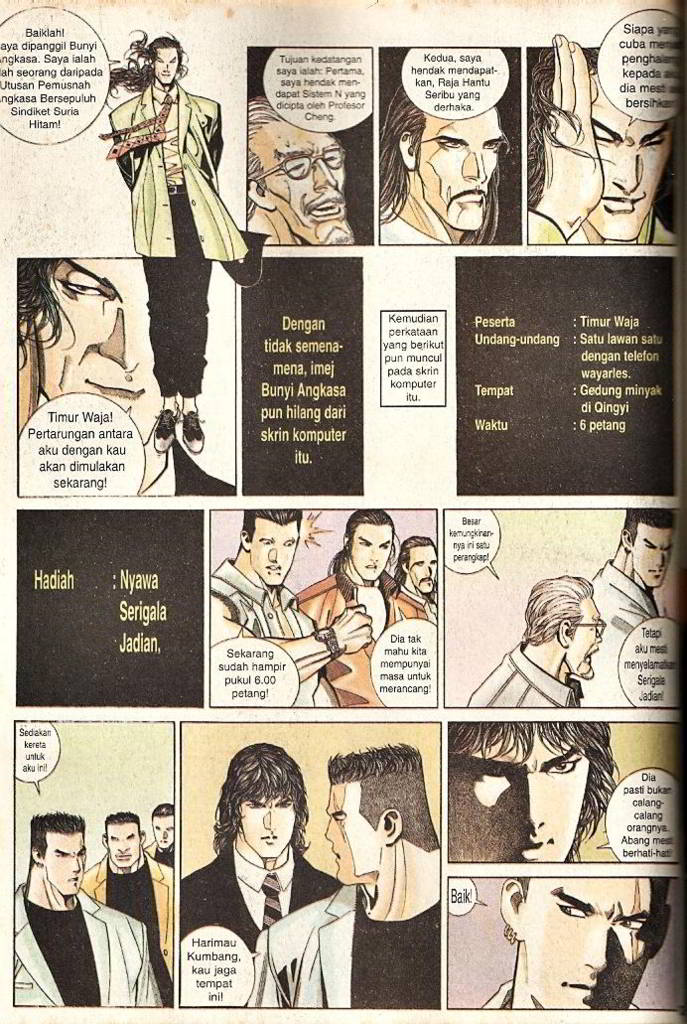 Baiklah!
saya dipanggil Bunyi
Angkasa. Saya ialah
lah seorang daripada
Utusan Pemusnah
Angkasa Bersepuluh
Sindiket Suria
Hitam!
Tujuan kedatangan
saya ialah: Pertama,
saya hendak men-
dapat Sistem N yang
dicipta oleh Profesor
Cheng.
Kedua, saya
hendak mendapat-
kan, Raja Hantu
Seribu yang
derhaka.
Siapa yang
cuba
penghalang
kepada
dia mesti
bersihk
Timur Waja!
Pertarungan antara
aku dengan kau
akan dimulakan
sekarang!
Dengan
tidak semena-
mena, imej
Bunyi Angkasa
pun hilang dari
skrin komputer
itu.
Kemudian
perkataan
yang berikut
pun muncul
pada skrin
komputer
itu.
Peserta : Timur Waja
Undang-undang : Satu lawan satu
dengan telefon
wayarles.
Tempat : Gedung minyak
di Qingyi
Waktu : 6 petang
Hadiah : Nyawa
Serigala
Jadian,
Sekarang
sudah hampir
pukul 6.00
petang!
Dia tak
mahu kita
mempunyai
masa untuk
merancang!
Besar
kemungkinan-
nya ini satu
perangkap!
Tetapi
aku mesti
menyelamatkan
Serigala
Jadian!
Sediakan
kereta
untuk
aku ini!
Harimau
Kumbang,
kau jaga
tempat
ini!
Dia
pasti bukan
calang-
calang
orangnya.
Abang mesti
berhati-hati!
Baik!